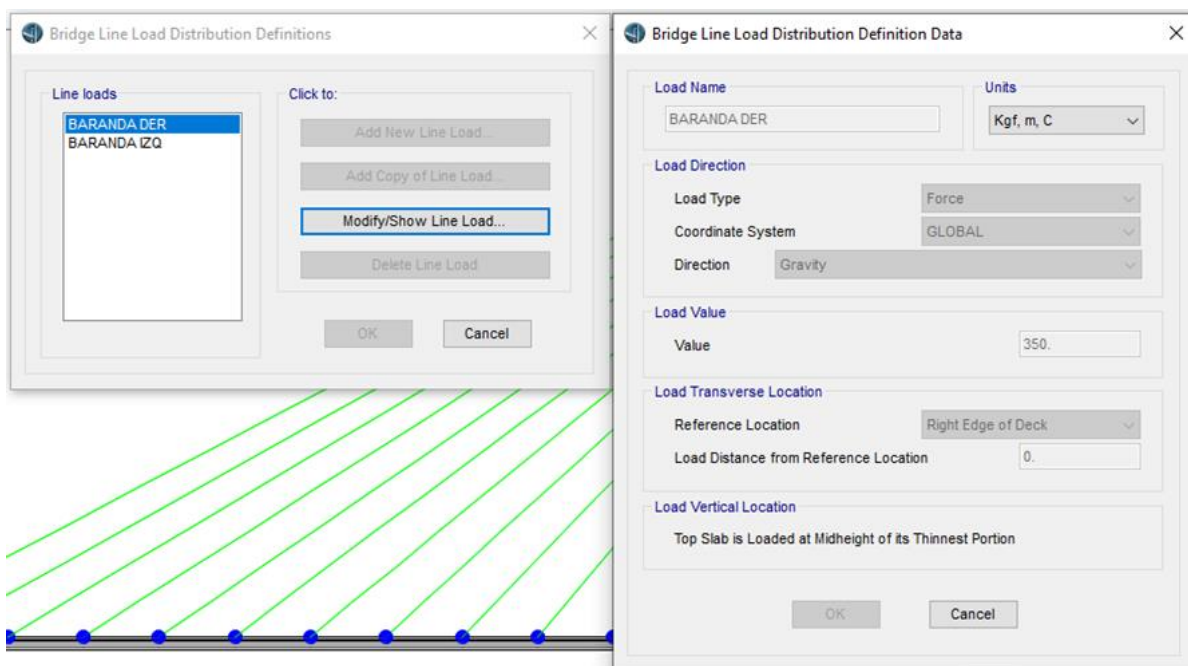 Bridge Line Load Distribution Definitions
Line loads
BARANDA DER
BARANDA IZQ
Click to:
Add New Line Load...
Add Copy of Line Load...
Modify/Show Line Load...
Delete Line Load
OK
Cancel
Bridge Line Load Distribution Definition Data
Load Name
BARANDA DER
Units
Kgf, m, C
Load Direction
Load Type
Force
Coordinate System
GLOBAL
Direction
Gravity
Load Value
Value
350.
Load Transverse Location
Reference Location
Right Edge of Deck
Load Distance from Reference Location
0.
Load Vertical Location
Top Slab is Loaded at Midheight of its Thinnest Portion
OK
Cancel